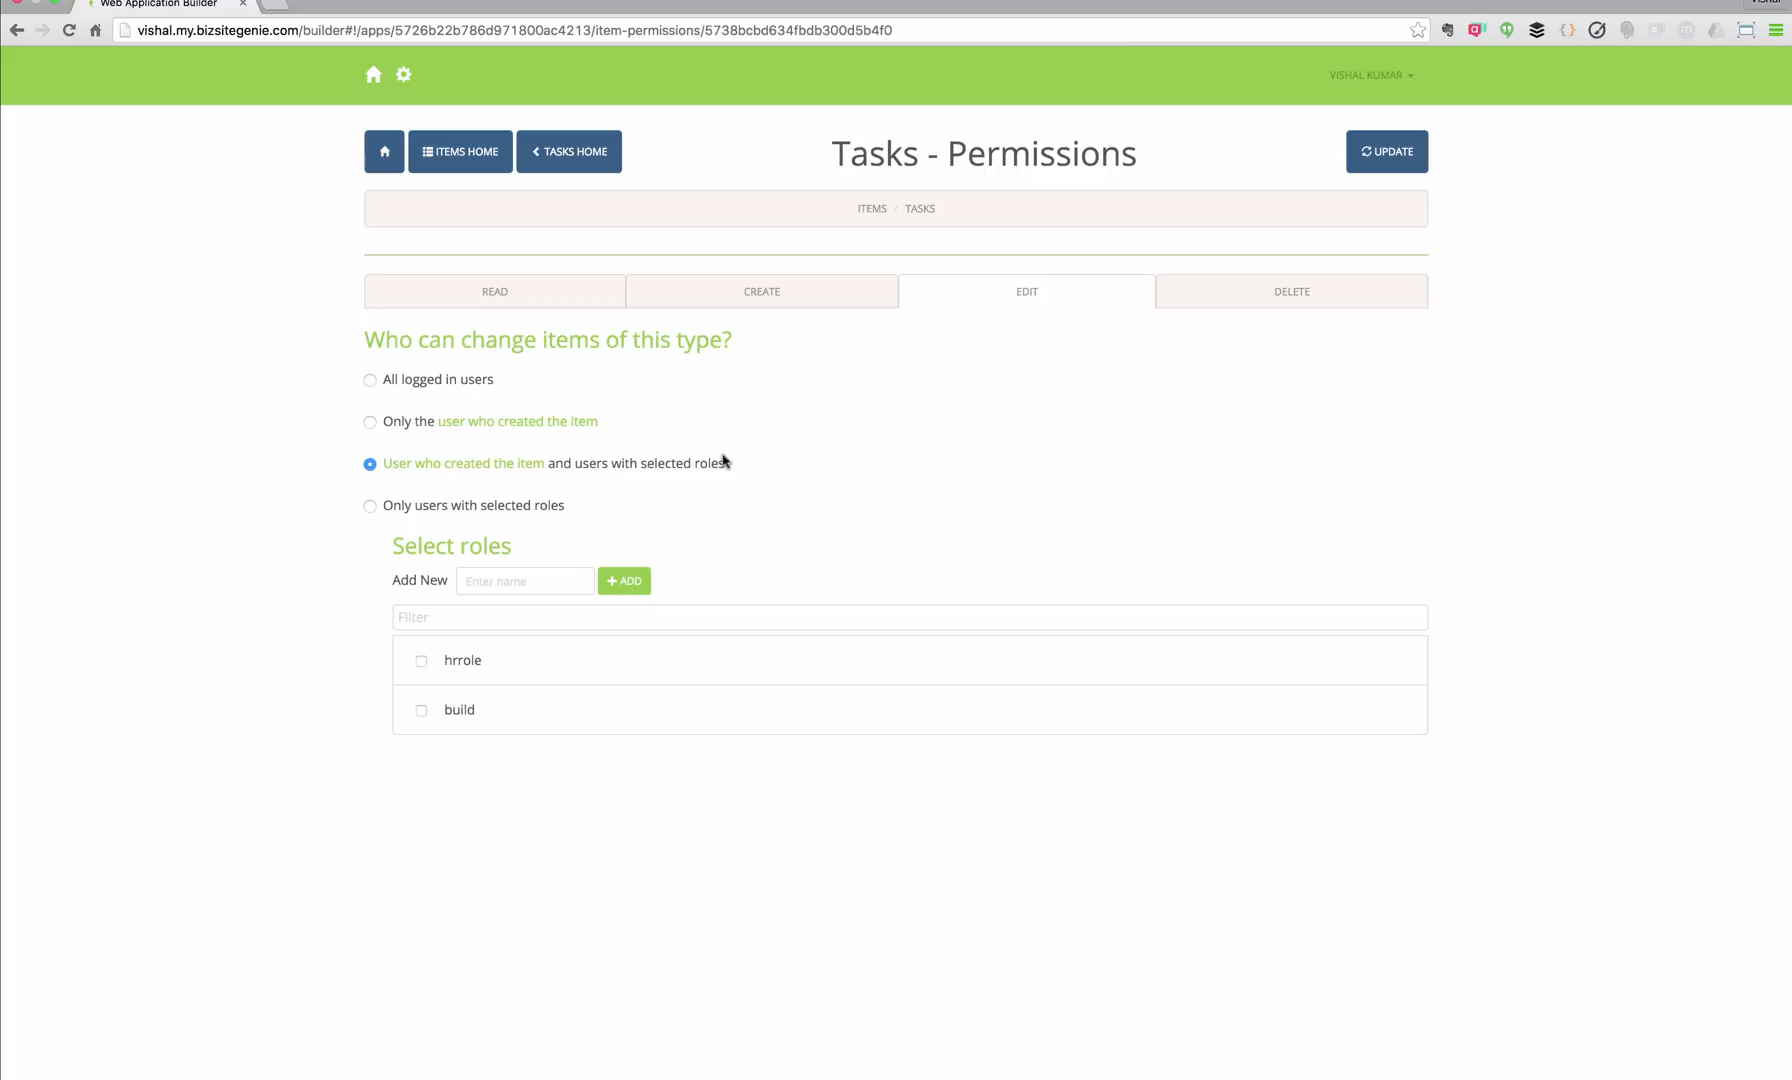 Web Application Builder
vishal.my.bizsitegenie.com/builder#!/apps/5726b22b786d971800ac4213/item-permissions/5738bcbd634fbdb300d5b4f0
VISHAL KUMAR
ITEMS HOME
TASKS HOME
Tasks - Permissions
UPDATE
ITEMS / TASKS
READ
CREATE
EDIT
DELETE
Who can change items of this type?
All logged in users
Only the user who created the item
User who created the item and users with selected roles
Only users with selected roles
Select roles
Add New
Enter name
ADD
Filter
hrrole
build